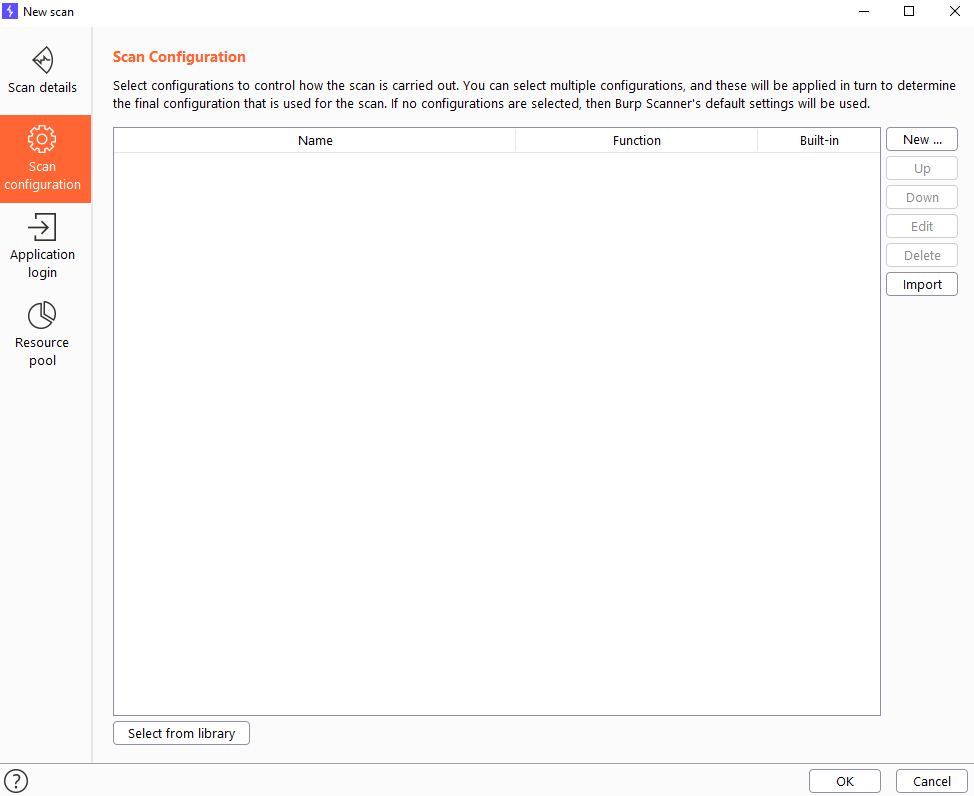 New scan
Scan details
Scan
configuration
Application
login
Resource
pool
Scan Configuration
Select configurations to control how the scan is carried out. You can select multiple configurations, and these will be applied in turn to determine
the final configuration that is used for the scan. If no configurations are selected, then Burp Scanner's default settings will be used.
Name Function Built-in
New ...
Up
Down
Edit
Delete
Import
Select from library
? OK Cancel